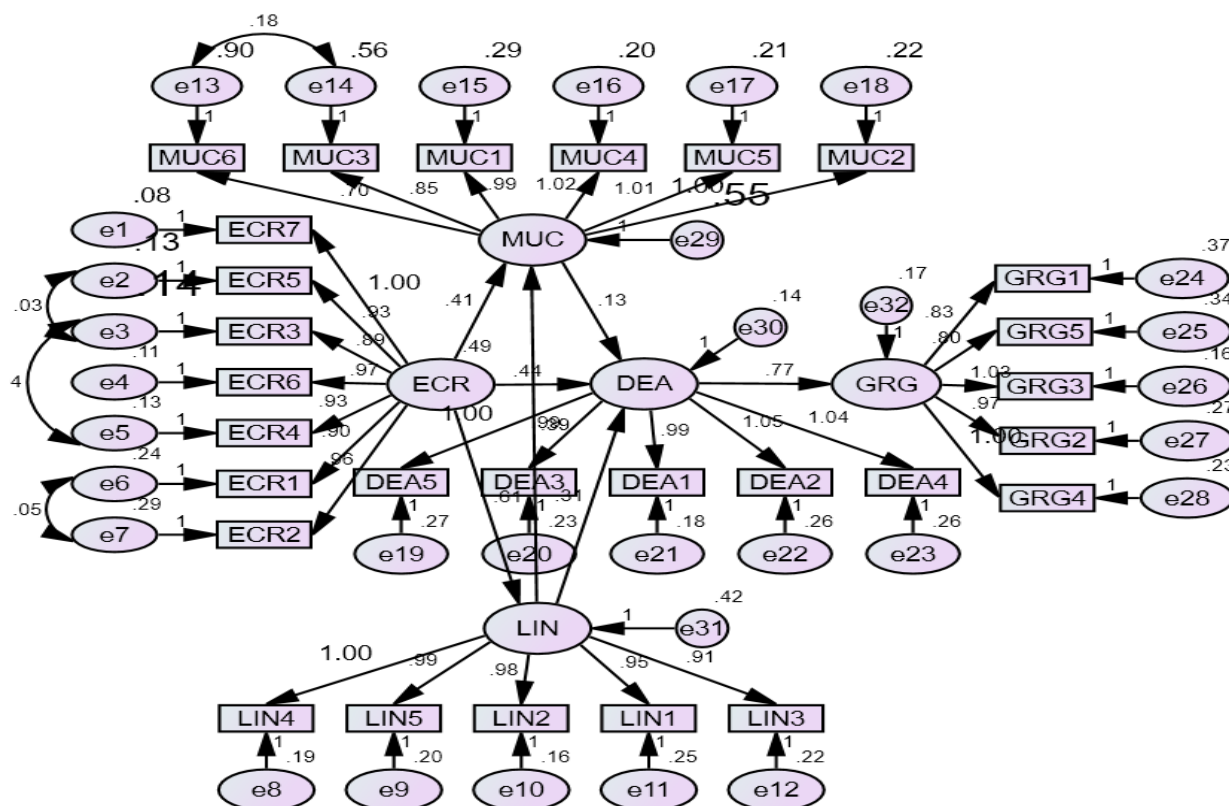 .18
.90 .56 .29 .20 .21 .22
e13 e14 e15 e16 e17 e18
1 1 1 1 1 1
MUC6 MUC3 MUC1 MUC4 MUC5 MUC2
.70 .85 .99 1.02 1.01 1.00 .55
.08
e1 1 ECR7 MUC 1 e29
.13
e2 1 ECR5 1.00 .37
.14 .41 .13 .17 GRG1 1 e24
.03 .93 .14 e32 .83 .34
e3 1 ECR3 .89 .49 e30 1 .80 GRG5 1 e25
.11 .16
e4 1 ECR6 .97 ECR .44 1 DEA .77 GRG 1.03 GRG3 1 e26
4 .13 .93 1.00 .97 .27
e5 1 ECR4 .90 .99 .39 .99 1.05 1.04 1.00 GRG2 1 e27
.24 .96 .23
e6 1 ECR1 DEA5 DEA3 DEA1 DEA2 DEA4 GRG4 1 e28
.05 .29 .61 .31
e7 1 ECR2 1 1 1 1 1
.27 .23 .18 .26 .26
e19 e20 e21 e22 e23
.42
LIN 1 e31
1.00 .99 .98 .95 .91
LIN4 LIN5 LIN2 LIN1 LIN3
1 1 1 1 1
.19 .20 .16 .25 .22
e8 e9 e10 e11 e12